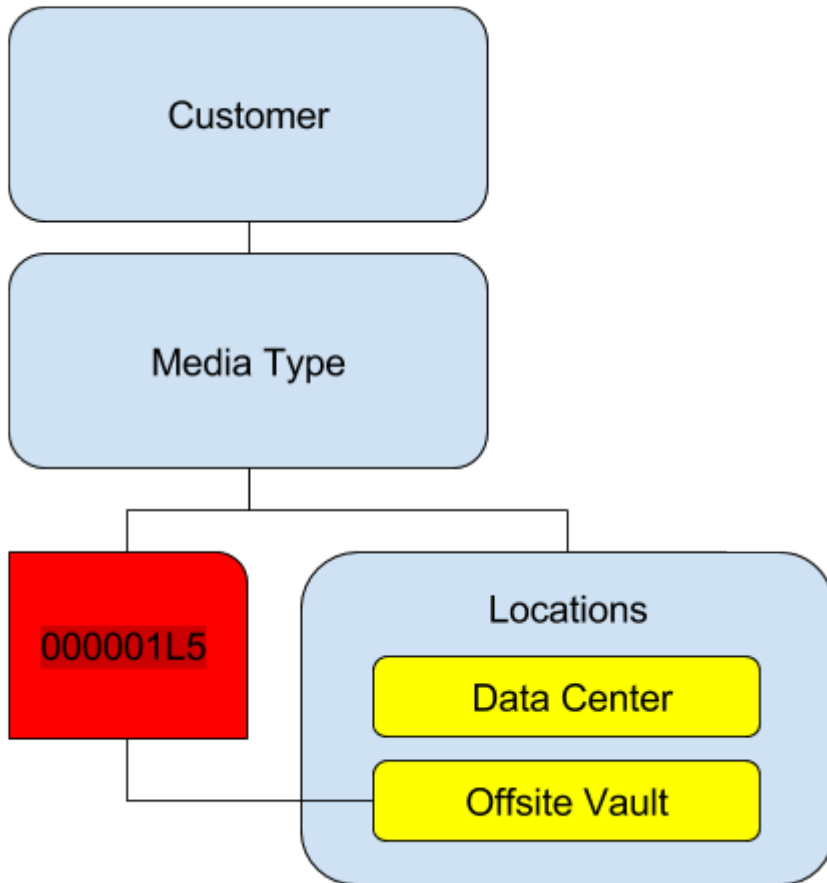 Customer
Media Type
000001L5
Locations
Data Center
Offsite Vault